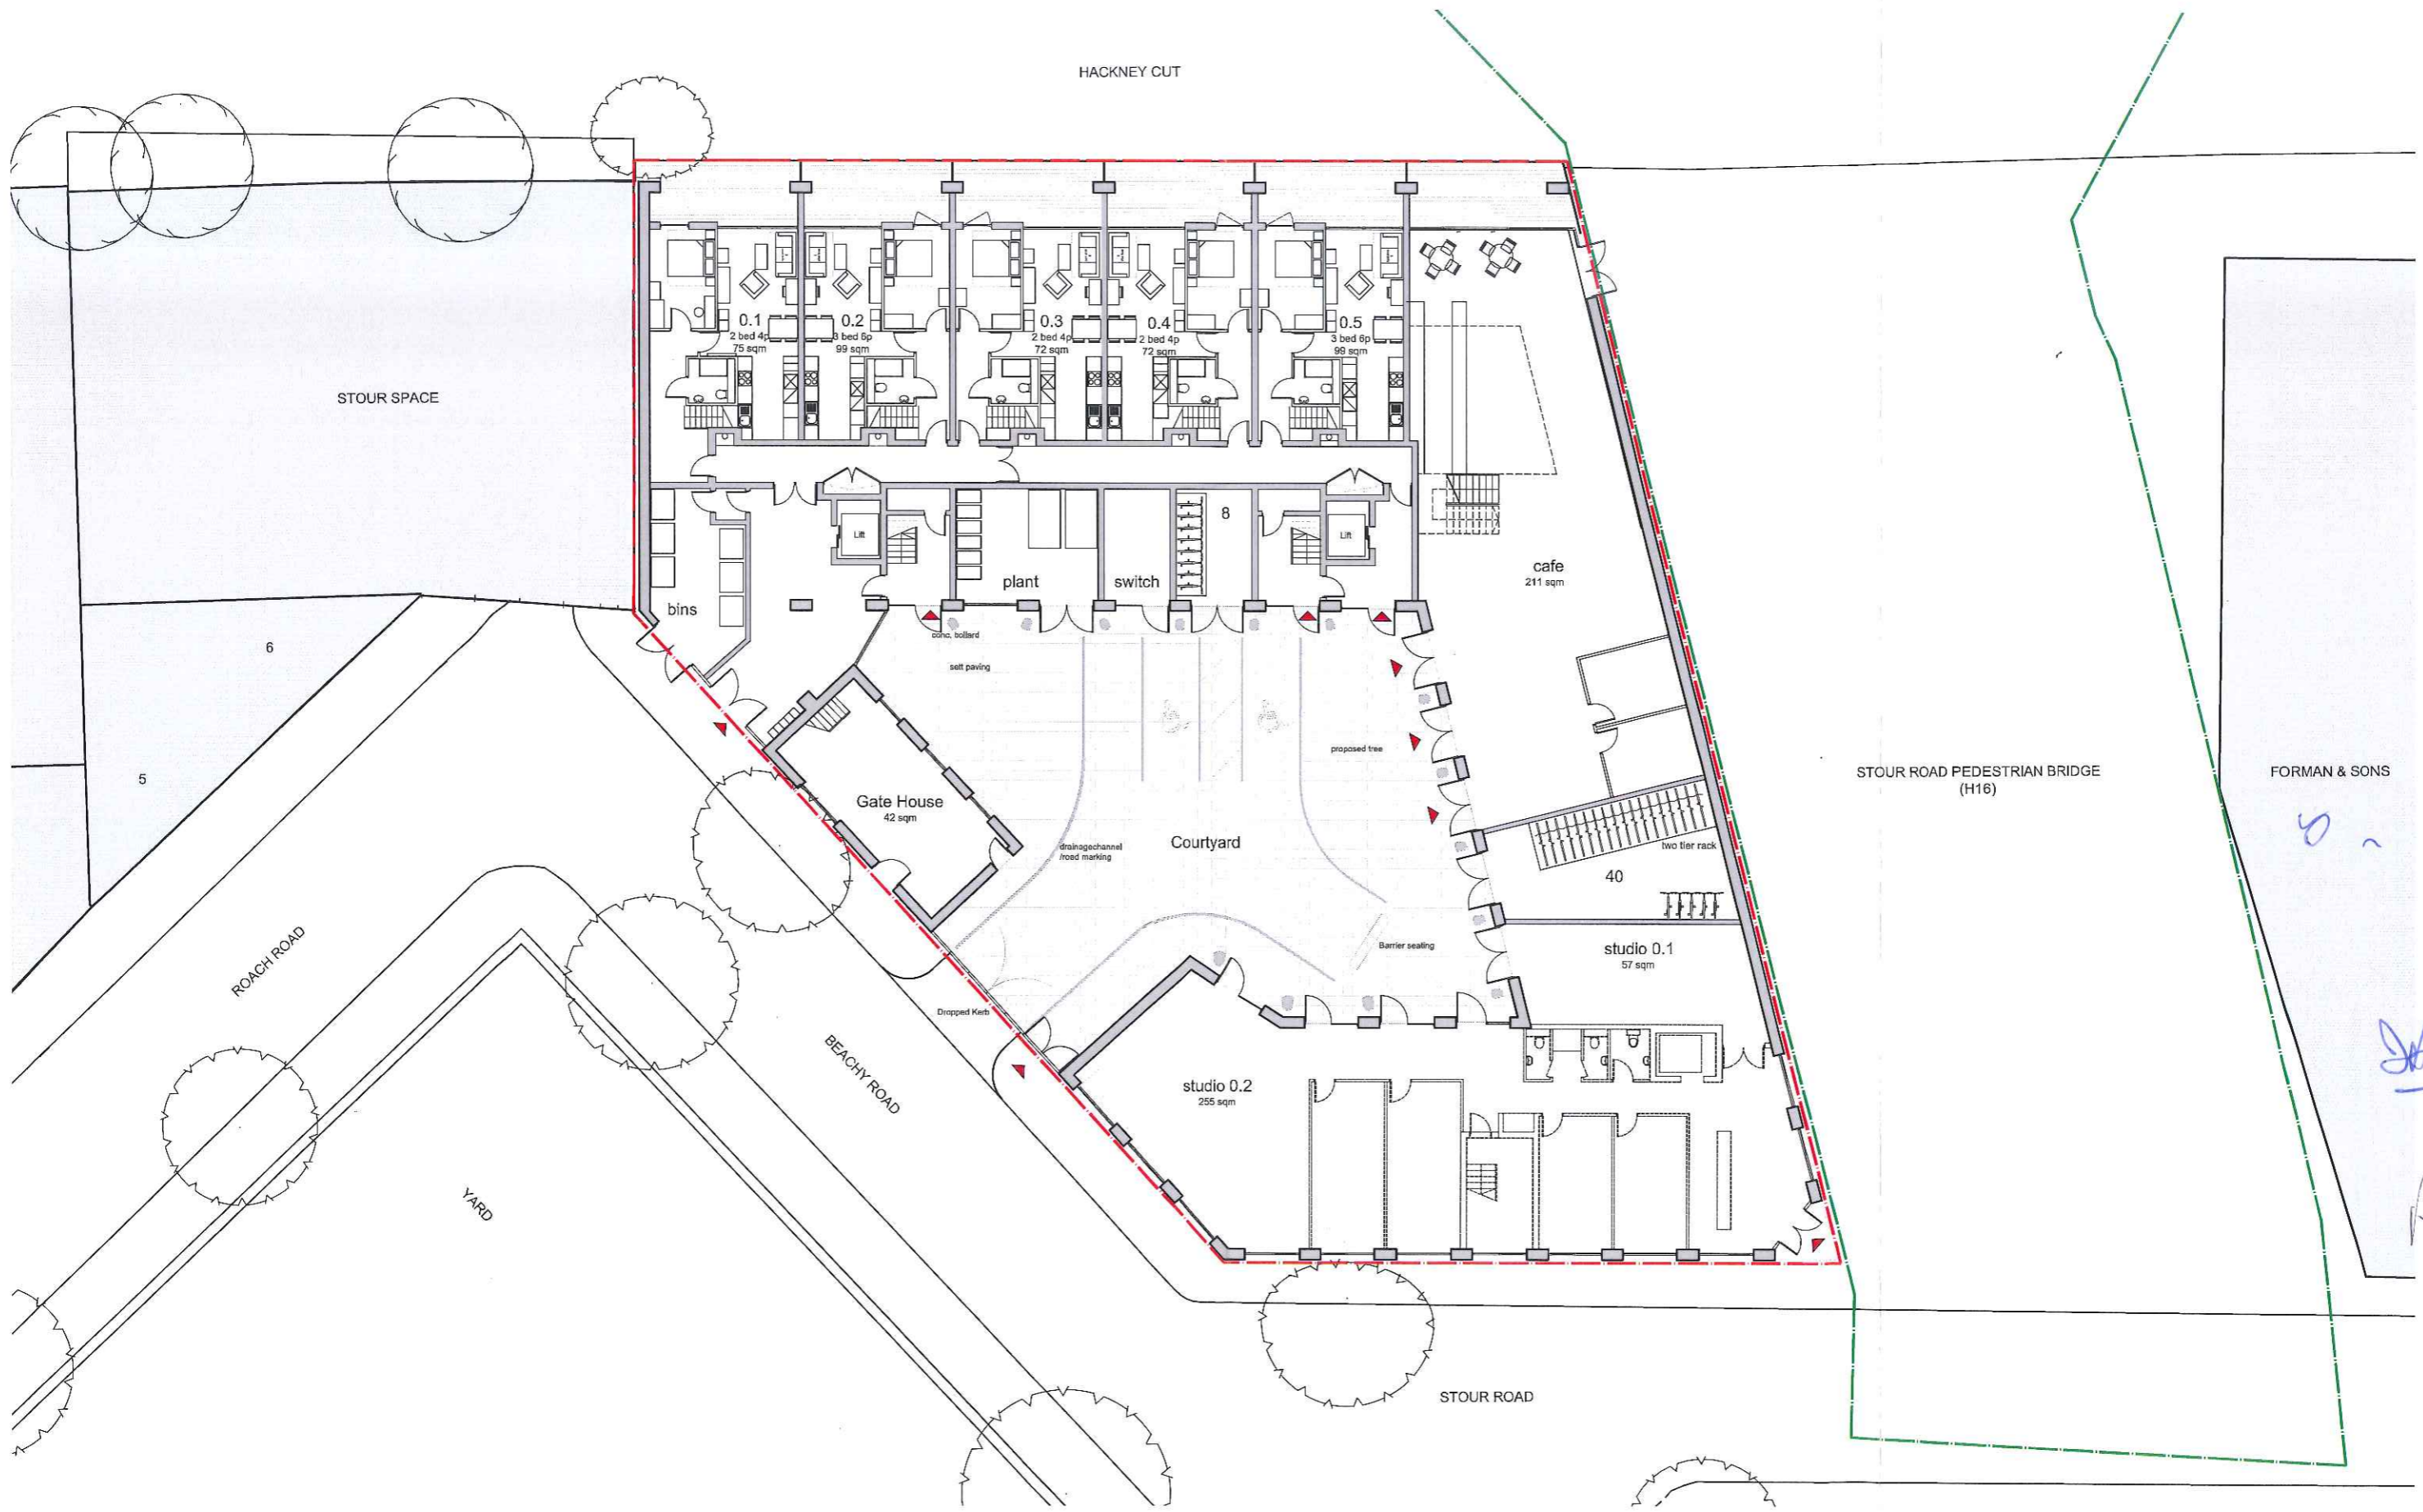 HACKNEY CUT
STOUR SPACE
0.1
2 bed 4p
75 sqm
0.2
3 bed 6p
99 sqm
0.3
2 bed 4p
72 sqm
0.4
2 bed 4p
72 sqm
0.5
3 bed 6p
99 sqm
Lift
8
Lift
plant
switch
bins
cafe
211 sqm
conc. bollard
sett paving
6
5
proposed tree
Gate House
42 sqm
drainagechannel
/road marking
Courtyard
two tier rack
40
STOUR ROAD PEDESTRIAN BRIDGE
(H16)
FORMAN & SONS
Barrier seating
studio 0.1
57 sqm
ROACH ROAD
Dropped Kerb
BEACHY ROAD
studio 0.2
255 sqm
YARD
STOUR ROAD